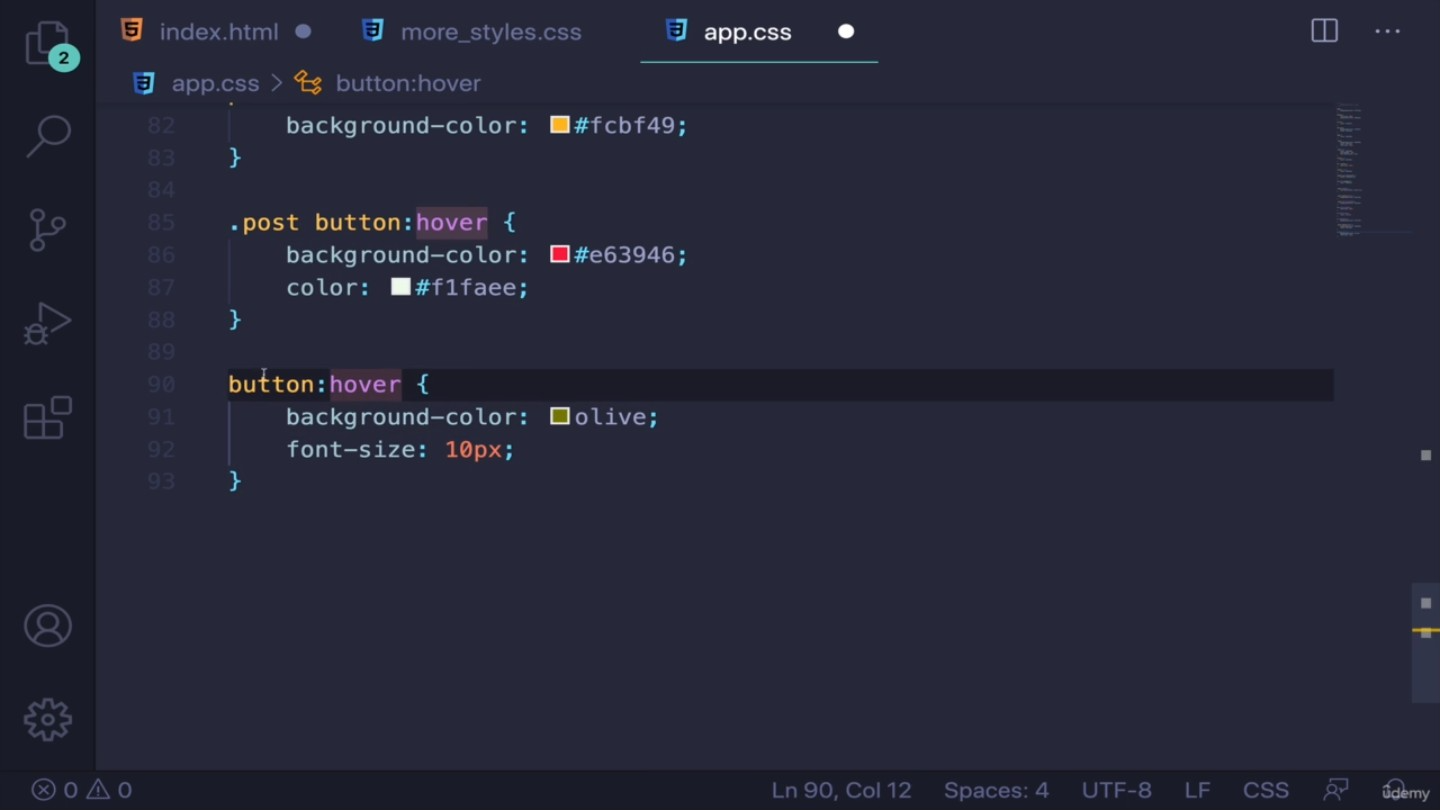 index.html
more_styles.css
app.css
2
app.css > button:hover
82 background-color: #fcbf49;
83 }
84
85 .post button:hover {
86 background-color: #e63946;
87 color: #f1faee;
88 }
89
90 button:hover {
91 background-color: olive;
92 font-size: 10px;
93 }
0 0 Ln 90, Col 12 Spaces: 4 UTF-8 LF CSS
ûdemy